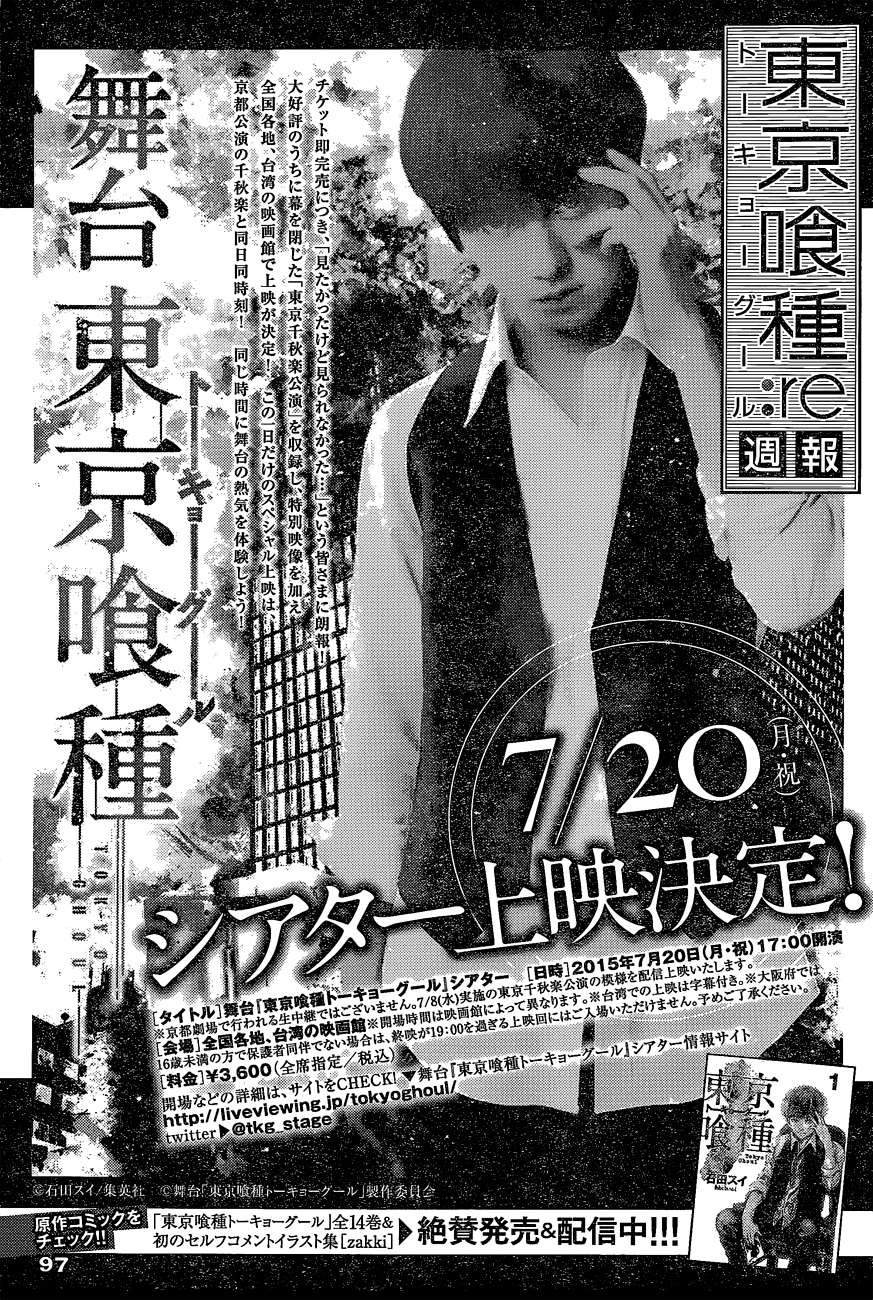 東京喰種:re
トーキョーグール
週報
舞台 東京喰種
トーキョーグール
TOKYO GHOUL
チケット即完売につき、「見たかったけど見られなかった…」という皆さまに朗報!
大好評のうちに幕を閉じた「東京千秋楽公演」を収録し、特別映像を加え、
全国各地、台湾の映画館で上映が決定! この一日だけのスペシャル上映は、
京都公演の千秋楽と同日同時刻! 同じ時間に舞台の熱気を体験しよう!
7/20(月・祝)
シアター上映決定!
[タイトル]舞台『東京喰種トーキョーグール』シアター [日時]2015年7月20日(月・祝)17:00開演
※京都劇場で行われる生中継ではございません。7/8(水)実施の東京千秋楽公演の模様を配信上映いたします。
[会場]全国各地、台湾の映画館※開場時間は映画館によって異なります。※台湾での上映は字幕付き。※大阪府では
16歳未満の方で保護者同伴でない場合は、終映が19:00を過ぎる上映回にはご入場いただけません。予めご了承ください。
[料金]¥3,600(全席指定/税込)
開場などの詳細は、サイトをCHECK!▼舞台『東京喰種トーキョーグール』シアター情報サイト
http://liveviewing.jp/tokyoghoul/
twitter▶@tkg_stage
1
東京喰種
Tokyo Ghoul
石田スイ
©石田スイ/集英社 ©舞台「東京喰種トーキョーグール」製作委員会
原作コミックを
チェック!!
「東京喰種トーキョーグール」全14巻&
初のセルフコメントイラスト集[zakki]
▶絶賛発売&配信中!!!
97